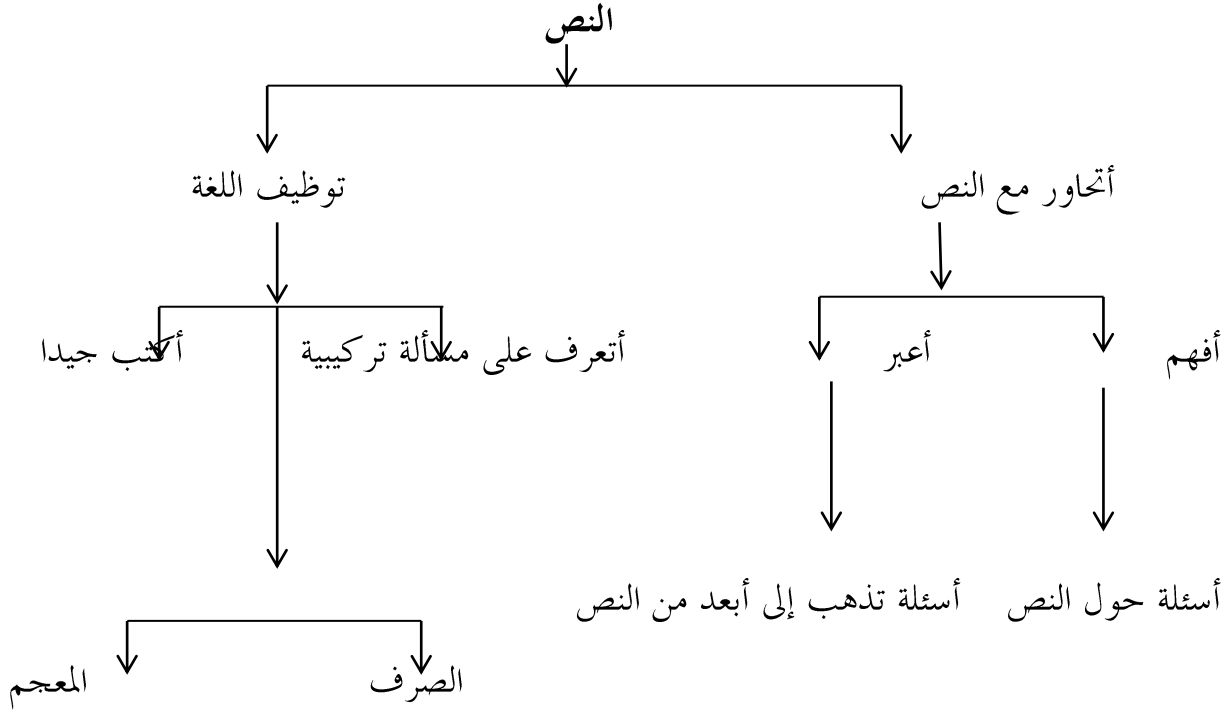 النص
أتحاور مع النص توظيف اللغة
أفهم أعبر أتعرف على مسألة تركيبية أكتب جيدا
أسئلة حول النص أسئلة تذهب إلى أبعد من النص
الصرف المعجم